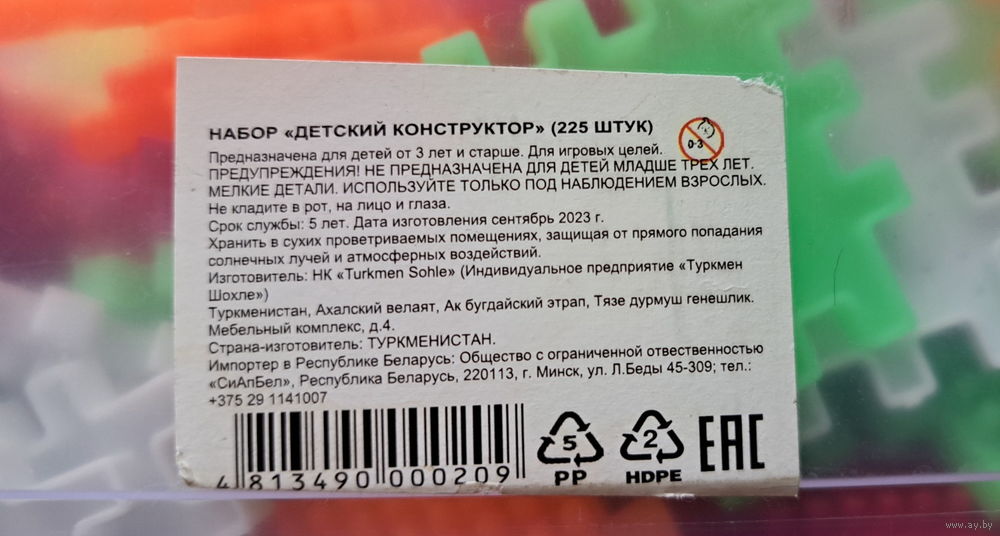 НАБОР «ДЕТСКИЙ КОНСТРУКТОР» (225 ШТУК)
0-3
Предназначена для детей от 3 лет и старше. Для игровых целей.
ПРЕДУПРЕЖДЕНИЯ! НЕ ПРЕДНАЗНАЧЕНА ДЛЯ ДЕТЕЙ МЛАДШЕ ТРЕХ ЛЕТ.
МЕЛКИЕ ДЕТАЛИ. ИСПОЛЬЗУЙТЕ ТОЛЬКО ПОД НАБЛЮДЕНИЕМ ВЗРОСЛЫХ.
Не кладите в рот, на лицо и глаза.
Срок службы: 5 лет. Дата изготовления сентябрь 2023 г.
Хранить в сухих проветриваемых помещениях, защищая от прямого попадания
солнечных лучей и атмосферных воздействий.
Изготовитель: НК «Turkmen Sohle» (Индивидуальное предприятие «Туркмен
Шохле»)
Туркменистан, Ахалский велаят, Ак бугдайский этрап, Тязе дурмуш генешлик.
Мебельный комплекс, д.4.
Страна-изготовитель: ТУРКМЕНИСТАН.
Импортер в Республике Беларусь: Общество с ограниченной ответственностью
«СиАпБел», Республика Беларусь, 220113, г. Минск, ул. Л.Беды 45-309; тел.:
+375 29 1141007
4 813490 000209
5
PP
2
HDPE
EAC
www.ay.by